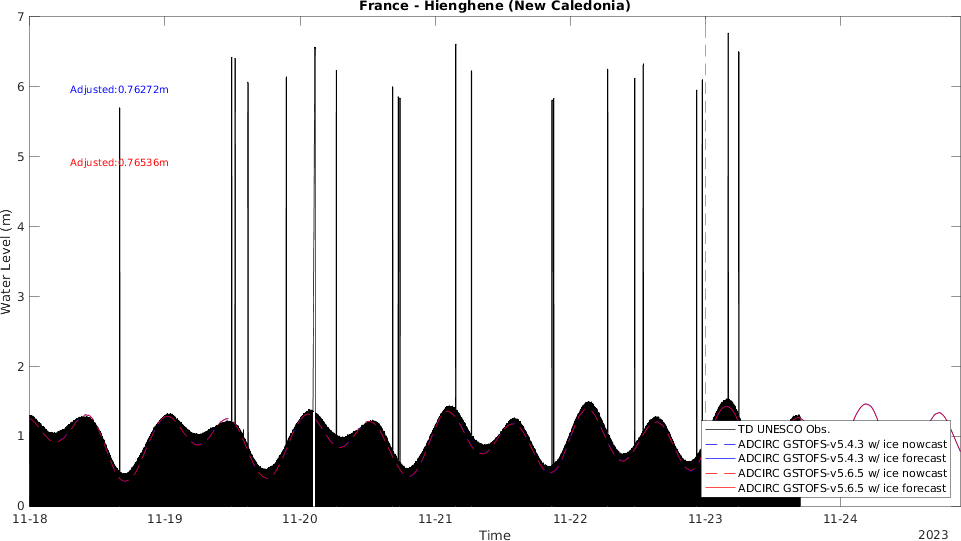 France - Hienghene (New Caledonia)
7
6
5
4
3
2
1
0
Water Level (m)
Adjusted:0.76272m
Adjusted:0.76536m
TD UNESCO Obs.
ADCIRC GSTOFS-v5.4.3 w/ ice nowcast
ADCIRC GSTOFS-v5.4.3 w/ ice forecast
ADCIRC GSTOFS-v5.6.5 w/ ice nowcast
ADCIRC GSTOFS-v5.6.5 w/ ice forecast
11-18 11-19 11-20 11-21 11-22 11-23 11-24
Time
2023